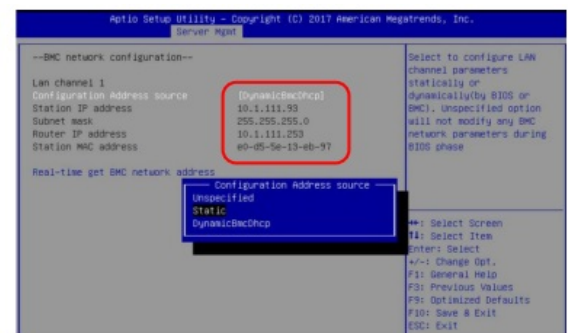 Aptio Setup Utility – Copyright (C) 2017 American Megatrends, Inc.
Server Mgmt
--BMC network configuration--
Lan channel 1
Configuration Address source [DynamicBmcDhcp]
Station IP address 10.1.111.93
Subnet mask 255.255.255.0
Router IP address 10.1.111.253
Station MAC address e0-d5-5e-13-eb-97
Real-time get BMC network address
Configuration Address source
Unspecified
Static
DynamicBmcDhcp
Select to configure LAN
channel parameters
statically or
dynamically(by BIOS or
BMC). Unspecified option
will not modify any BMC
network parameters during
BIOS phase
↔: Select Screen
↑↓: Select Item
Enter: Select
+/-: Change Opt.
F1: General Help
F3: Previous Values
F9: Optimized Defaults
F10: Save & Exit
ESC: Exit